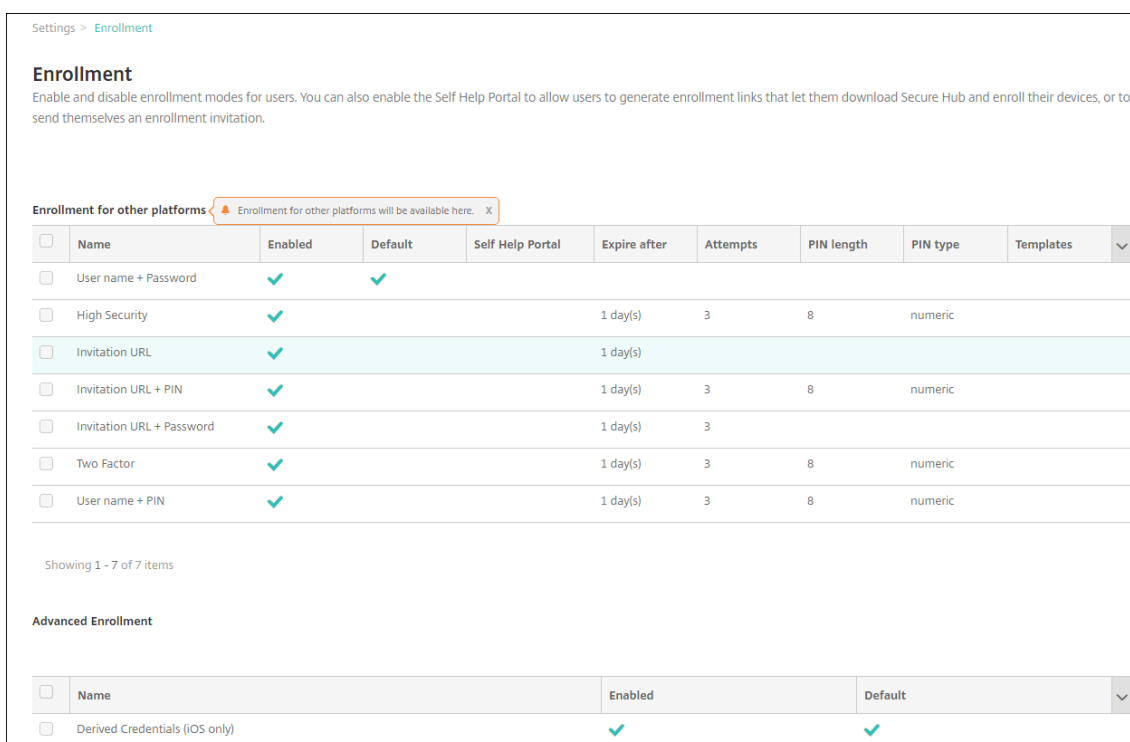 Settings > Enrollment
Enrollment
Enable and disable enrollment modes for users. You can also enable the Self Help Portal to allow users to generate enrollment links that let them download Secure Hub and enroll their devices, or to
send themselves an enrollment invitation.
Enrollment for other platforms Enrollment for other platforms will be available here. x
Name Enabled Default Self Help Portal Expire after Attempts PIN length PIN type Templates
User name + Password
High Security 1 day(s) 3 8 numeric
Invitation URL 1 day(s)
Invitation URL + PIN 1 day(s) 3 8 numeric
Invitation URL + Password 1 day(s) 3
Two Factor 1 day(s) 3 8 numeric
User name + PIN 1 day(s) 3 8 numeric
Showing 1 - 7 of 7 items
Advanced Enrollment
Name Enabled Default
Derived Credentials (iOS only)